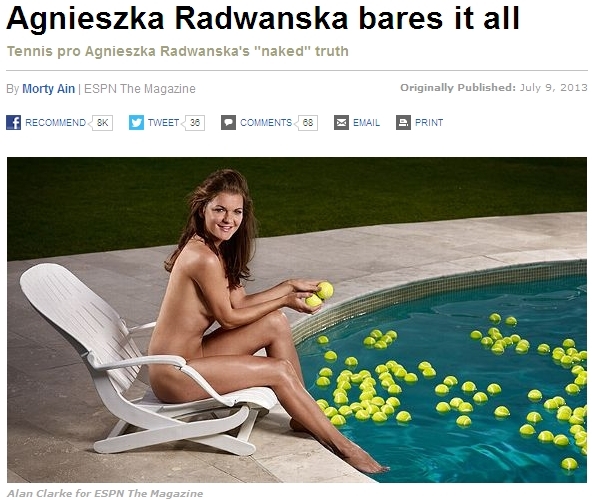 Agnieszka Radwanska bares it all
Tennis pro Agnieszka Radwanska's "naked" truth
By Morty Ain | ESPN The Magazine Originally Published: July 9, 2013
RECOMMEND 8K TWEET 36 COMMENTS 68 EMAIL PRINT
Alan Clarke for ESPN The Magazine